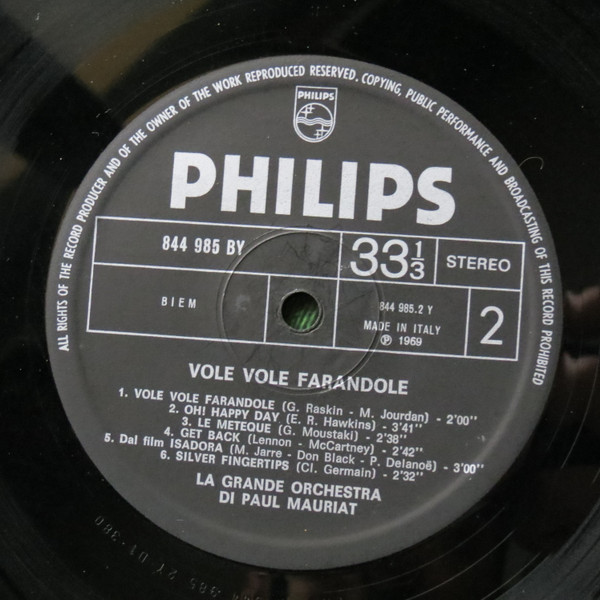 ALL RIGHTS OF THE RECORD PRODUCER AND OF THE OWNER OF THE WORK REPRODUCED RESERVED. COPYING, PUBLIC PERFORMANCE AND BROADCASTING OF THIS RECORD PROHIBITED
PHILIPS
PHILIPS
844 985 BY
33 1/3
STEREO
BIEM
844 985.2 Y
MADE IN ITALY
℗ 1969
2
VOLE VOLE FARANDOLE
1. VOLE VOLE FARANDOLE (G. Raskin - M. Jourdan) - 2'00''
2. OH! HAPPY DAY (E. R. Hawkins) - 3'41''
3. LE METEQUE (G. Moustaki) - 2'38''
4. GET BACK (Lennon - McCartney) - 2'42''
5. Dal film ISADORA (M. Jarre - Don Black - P. Delanoë) - 3'00''
6. SILVER FINGERTIPS (Cl. Germain) - 2'32''
LA GRANDE ORCHESTRA
DI PAUL MAURIAT